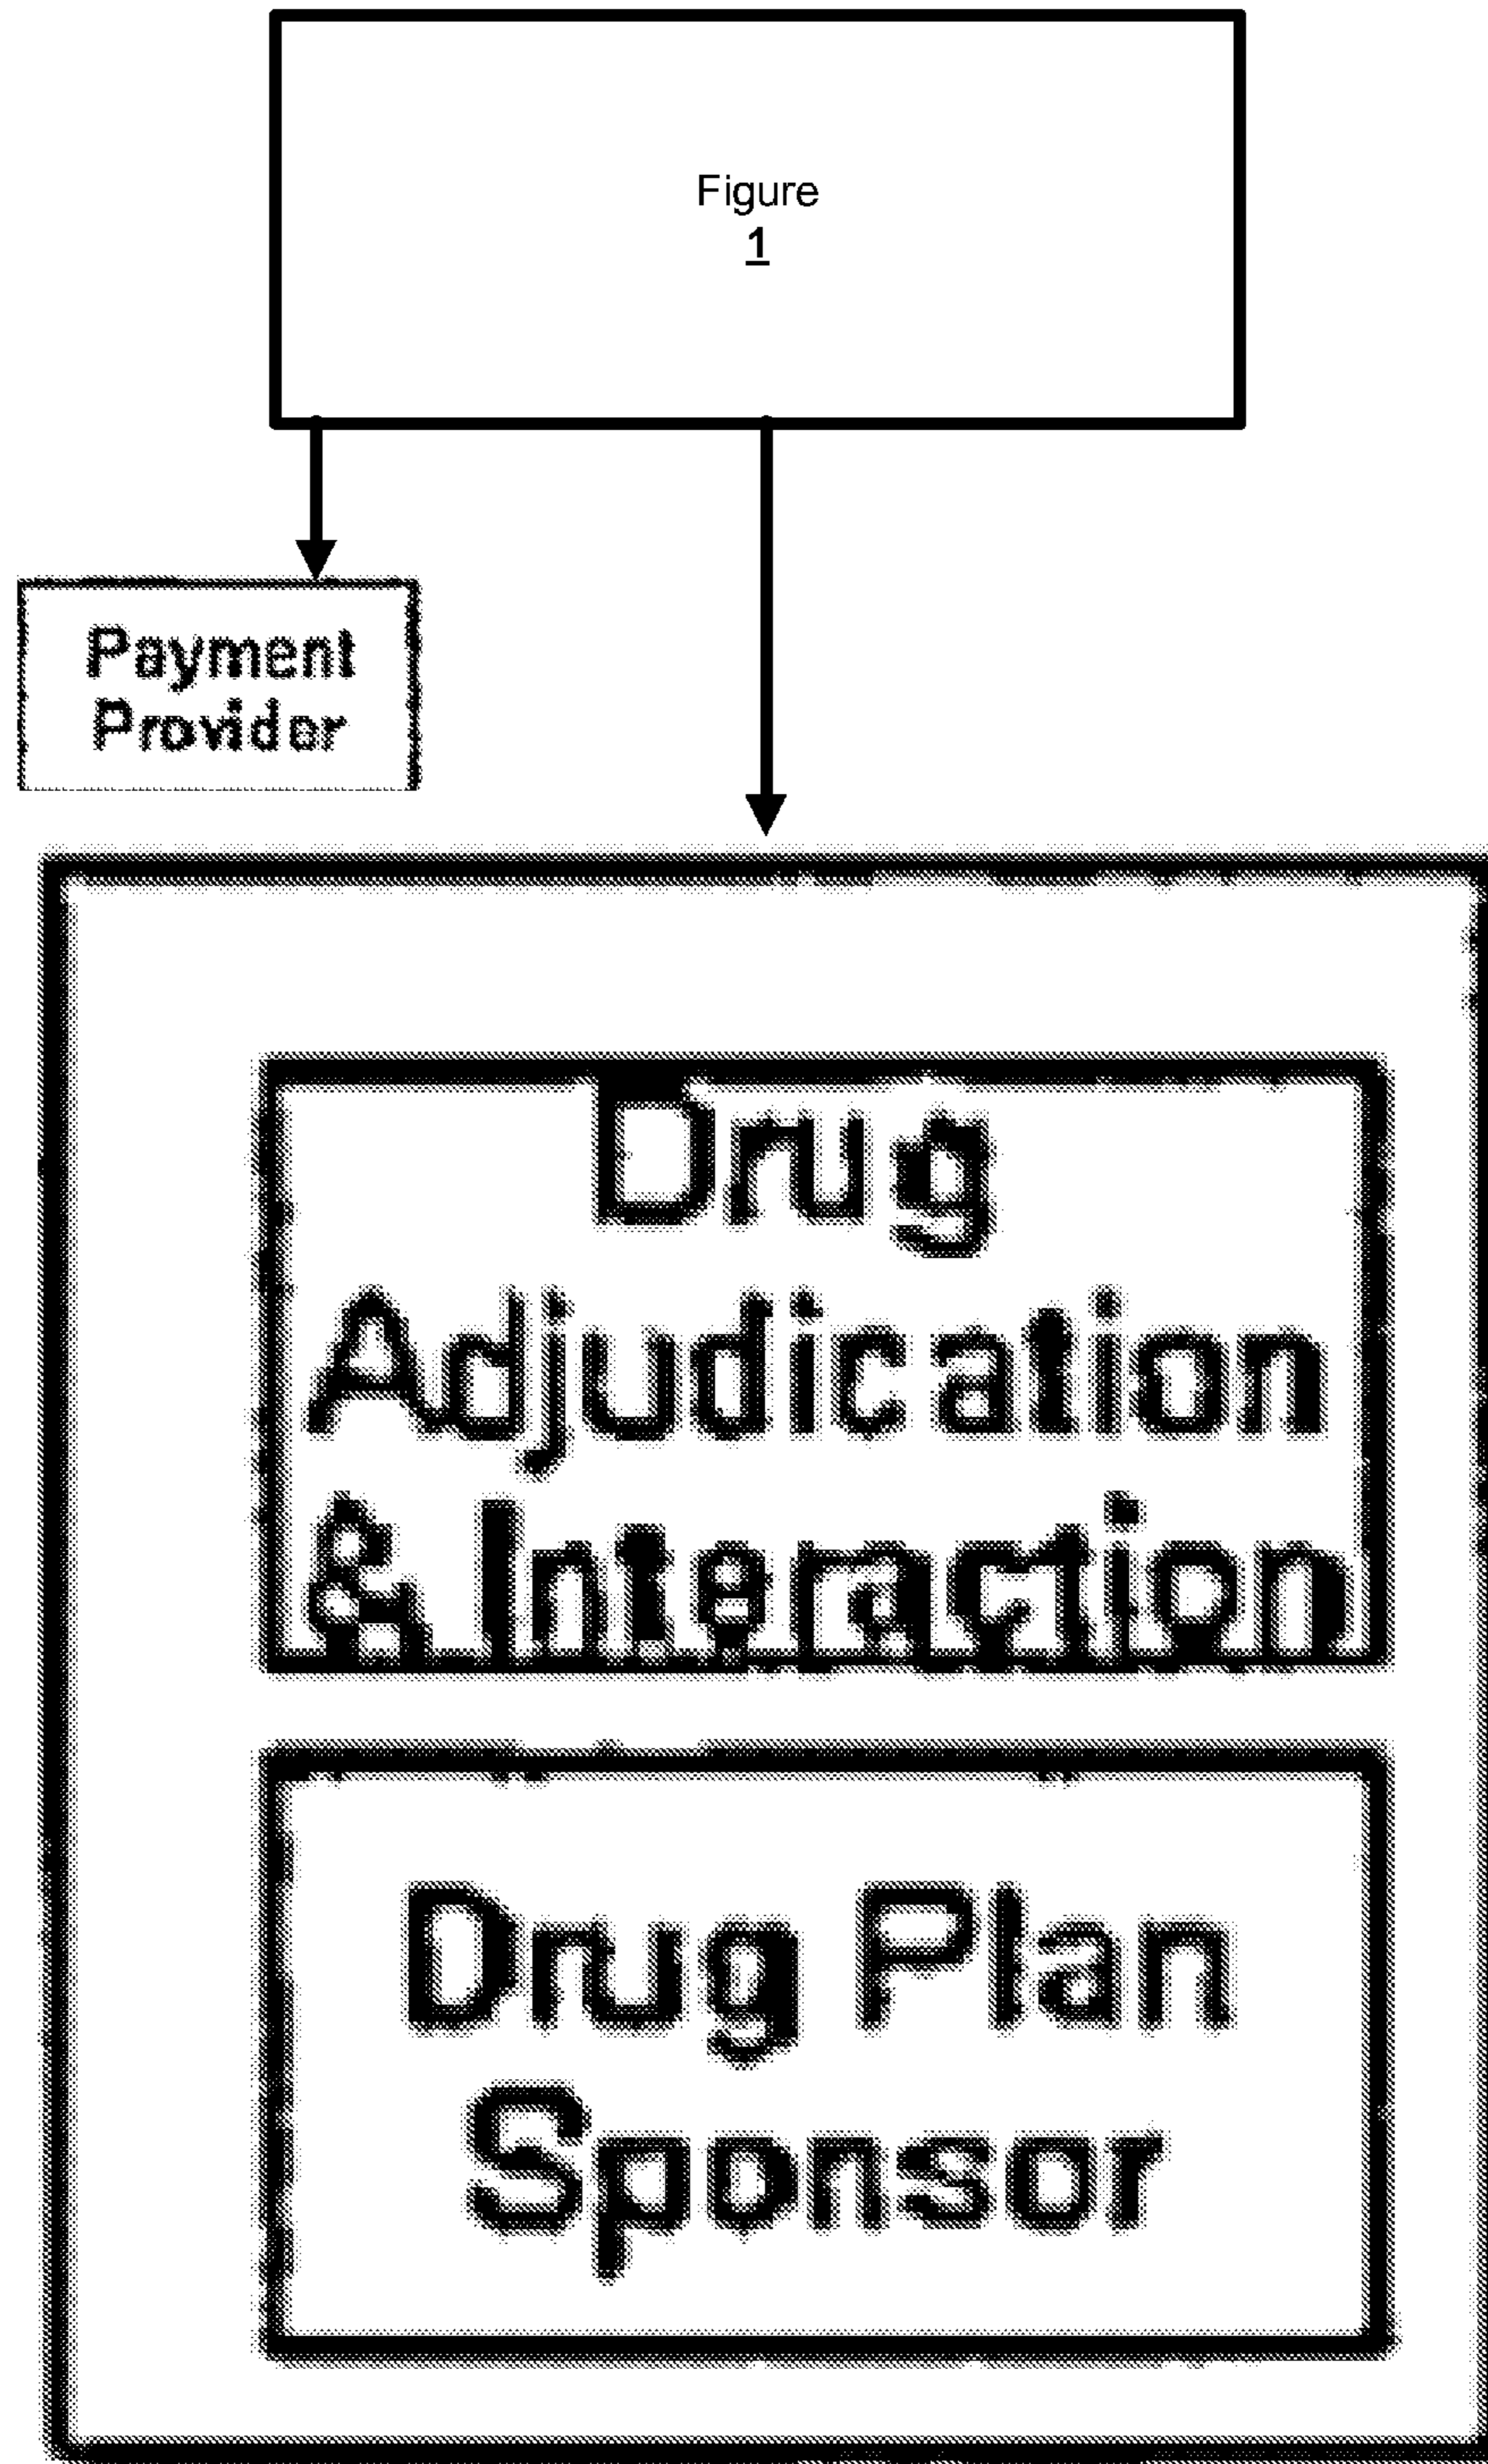 Figure
1
Payment
Provider
Drug
Adjudication
& Interaction
Drug Plan
Sponsor